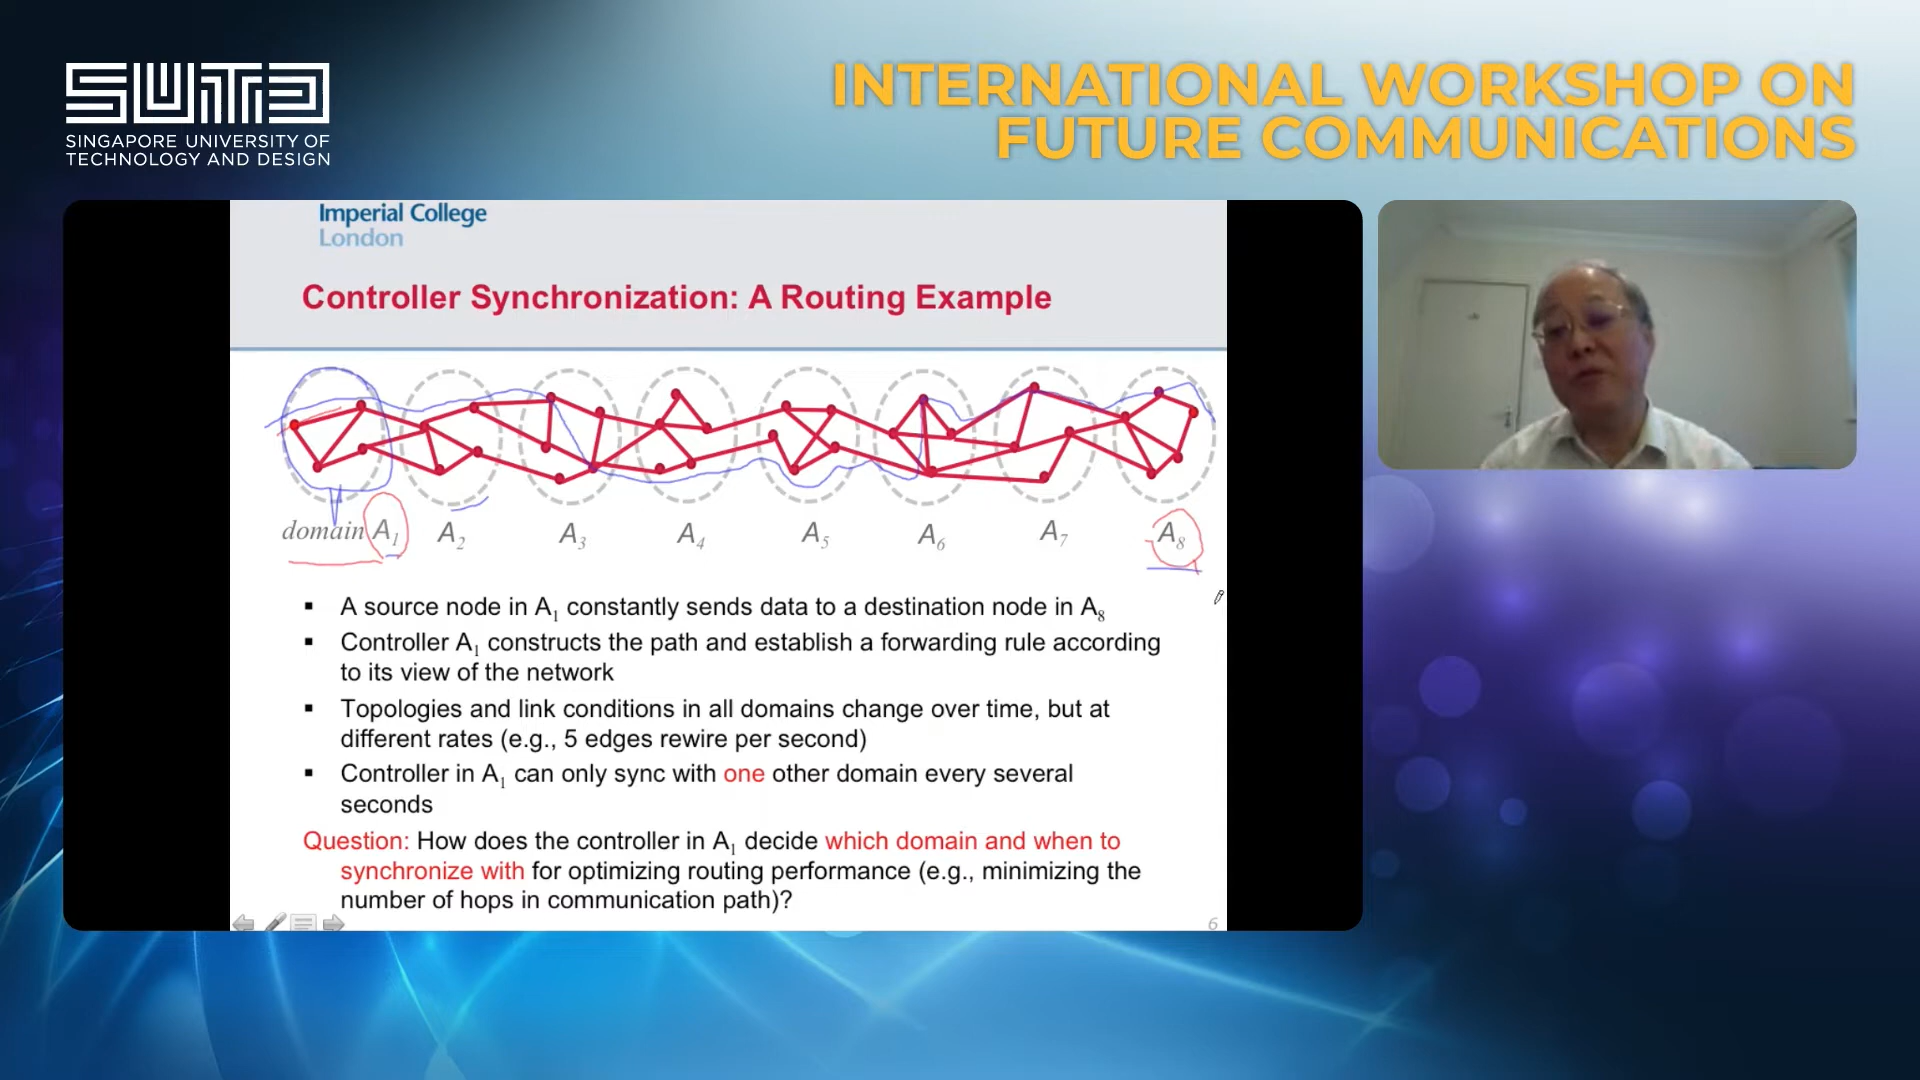 SUTD
SINGAPORE UNIVERSITY OF
TECHNOLOGY AND DESIGN
INTERNATIONAL WORKSHOP ON
FUTURE COMMUNICATIONS
Imperial College
London
Controller Synchronization: A Routing Example
domain A1 A2 A3 A4 A5 A6 A7 A8
▪ A source node in A1 constantly sends data to a destination node in A8
▪ Controller A1 constructs the path and establish a forwarding rule according
to its view of the network
▪ Topologies and link conditions in all domains change over time, but at
different rates (e.g., 5 edges rewire per second)
▪ Controller in A1 can only sync with one other domain every several
seconds
Question: How does the controller in A1 decide which domain and when to
synchronize with for optimizing routing performance (e.g., minimizing the
number of hops in communication path)?
6